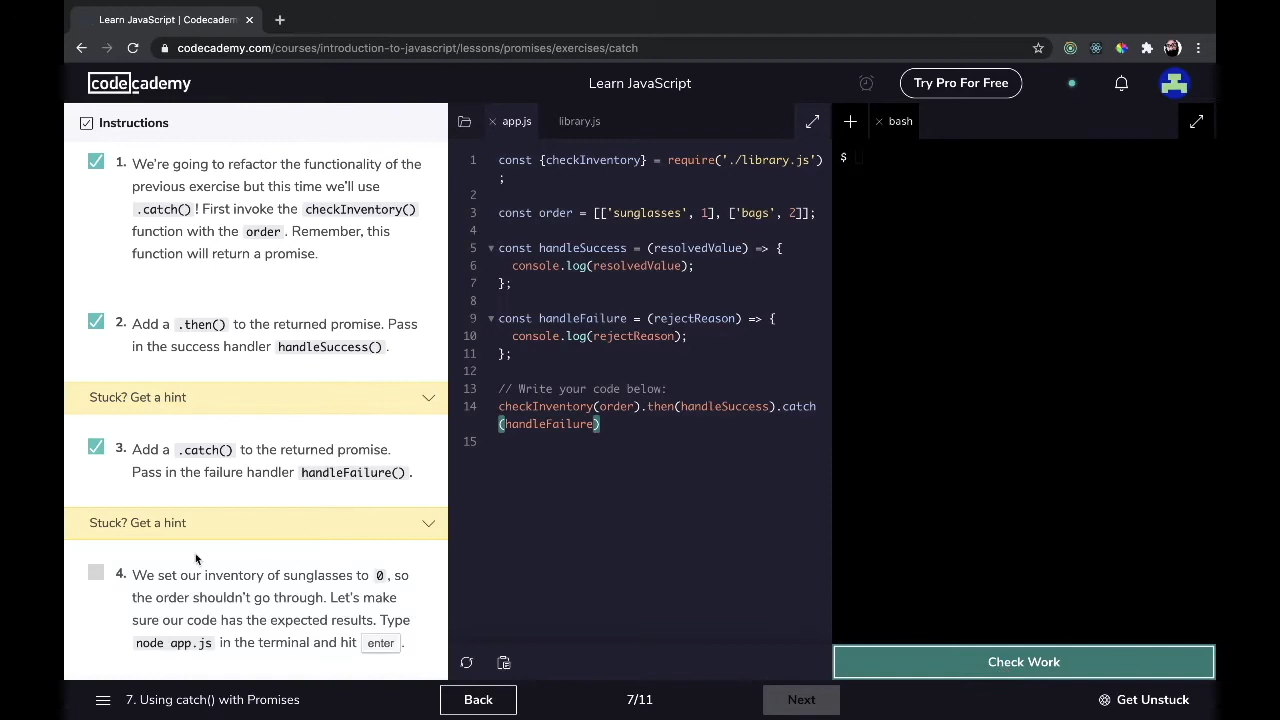 Learn JavaScript | Codecadem
codecademy.com/courses/introduction-to-javascript/lessons/promises/exercises/catch
codecademy
Learn JavaScript
Try Pro For Free
Instructions
1. We're going to refactor the functionality of the
previous exercise but this time we'll use
.catch() ! First invoke the checkInventory()
function with the order . Remember, this
function will return a promise.
2. Add a .then() to the returned promise. Pass
in the success handler handleSuccess() .
Stuck? Get a hint
3. Add a .catch() to the returned promise.
Pass in the failure handler handleFailure() .
Stuck? Get a hint
4. We set our inventory of sunglasses to 0 , so
the order shouldn't go through. Let's make
sure our code has the expected results. Type
node app.js in the terminal and hit enter .
app.js
library.js
1 const {checkInventory} = require('./library.js')
;
2
3 const order = [['sunglasses', 1], ['bags', 2]];
4
5 const handleSuccess = (resolvedValue) => {
6 console.log(resolvedValue);
7 };
8
9 const handleFailure = (rejectReason) => {
10 console.log(rejectReason);
11 };
12
13 // Write your code below:
14 checkInventory(order).then(handleSuccess).catch
(handleFailure)
15
bash
$
Check Work
7. Using catch() with Promises
Back
7/11
Next
Get Unstuck